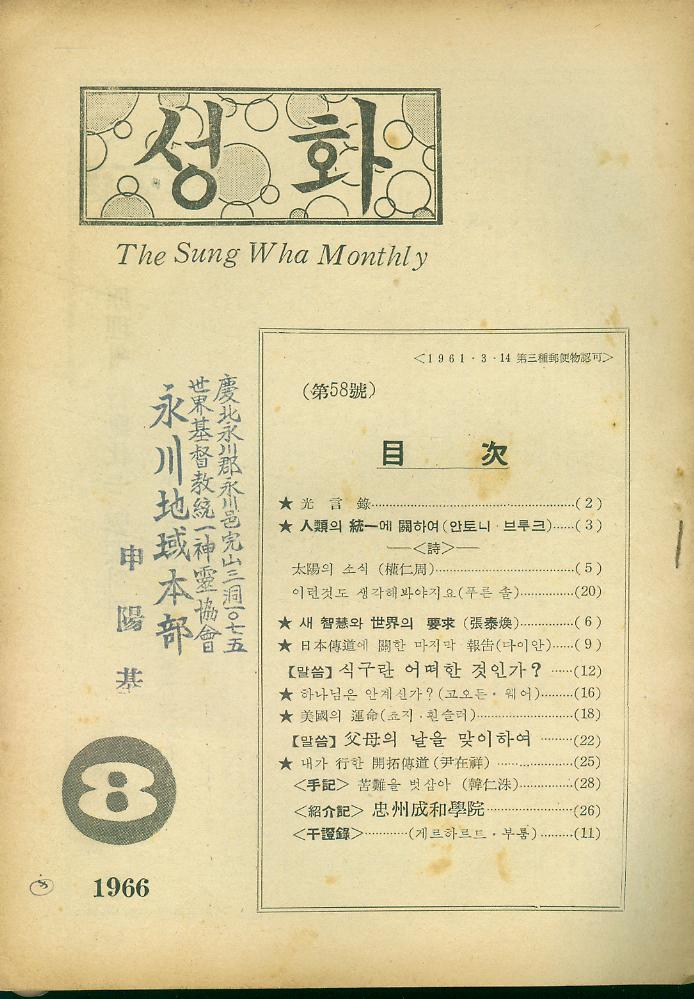 성화
The Sung Wha Monthly
<1961·3·14 第三種郵便物認可>
(第58號)
目 次
★ 光言錄……(2)
★ 人類의 統一에 關하여(안토니·브루크)……(3)
―<詩>―
太陽의 소식 (權仁周)……(5)
이런것도 생각해봐야지요(푸른 솔)……(20)
★ 새 智慧와 世界의 要求 (張泰煥)……(6)
★ 日本傳道에 關한 마지막 報告(다이안)……(9)
【말씀】식구란 어떠한 것인가? ……(12)
★ 하나님은 안계신가?(고오든·웨어)……(16)
★ 美國의 運命(쪼지·휜슬러)……(18)
【말씀】父母의 날을 맞이하여 ……(22)
★ 내가 行한 開拓傳道 (尹在祥) ……(25)
<手記> 苦難을 벗삼아 (韓仁洙)……(28)
<紹介記> 忠州成和學院……(26)
<干證錄>……(게르하르트·부룸)……(11)
慶北永川郡永川邑完山三洞一〇七五
世界基督敎統一神靈協會
永川地域本部
申陽基
8
1966